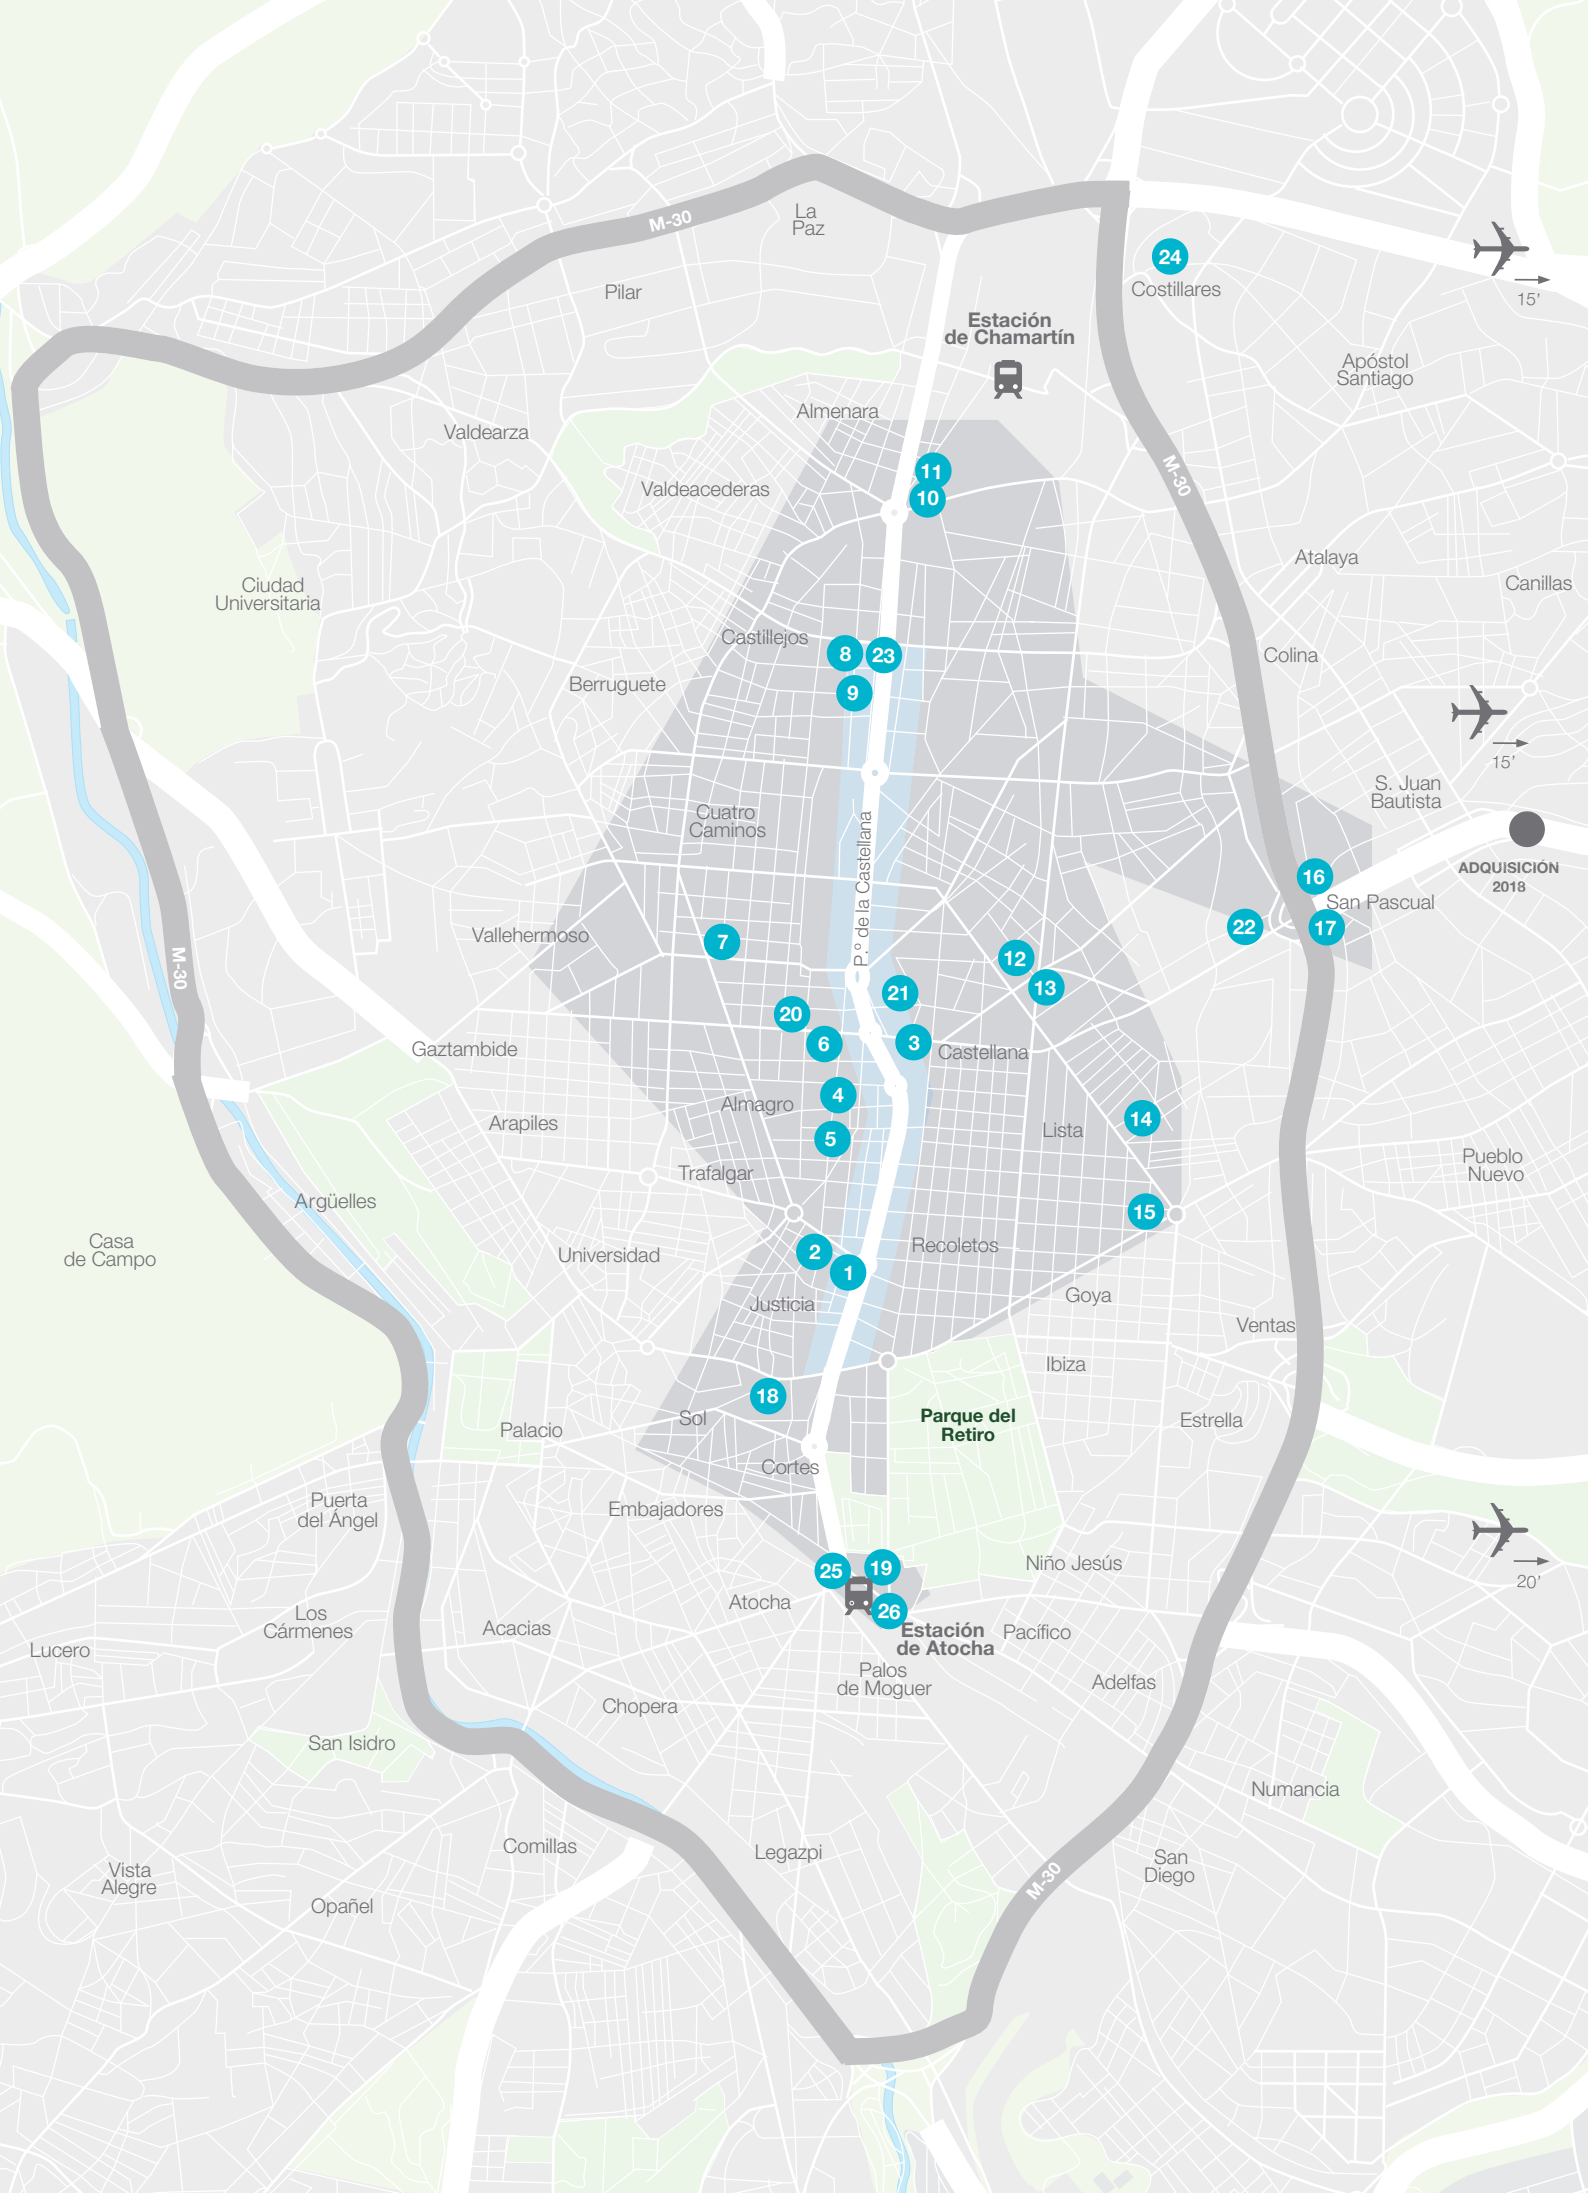 M-30
La
Paz
24
Costillares
15’
Pilar
Estación
de Chamartín
Apóstol
Santiago
Almenara
Valdearza
11
M-30
Valdeacederas
10
Atalaya
Ciudad
Universitaria
Canillas
Castillejos
8
23
Colina
Berruguete
9
15’
S. Juan
Bautista
Cuatro
Caminos
P.º de la Castellana
ADQUISICIÓN
2018
16
San Pascual
22
17
Vallehermoso
7
12
M-30
13
21
20
6
3
Castellana
Gaztambide
4
Almagro
14
Arapiles
Lista
5
Trafalgar
Pueblo
Nuevo
Argüelles
15
Casa
de Campo
Universidad
2
1
Recoletos
Justicia
Goya
Ventas
Ibiza
18
Sol
Parque del
Retiro
Estrella
Palacio
Cortes
Puerta
del Ángel
Embajadores
25
19
Niño Jesús
20’
Atocha
26
Estación
de Atocha
Los
Cármenes
Acacias
Pacífico
Lucero
Palos
de Moguer
Adelfas
Chopera
San Isidro
Numancia
Comillas
Legazpi
San
Diego
Vista
Alegre
M-30
Opañel